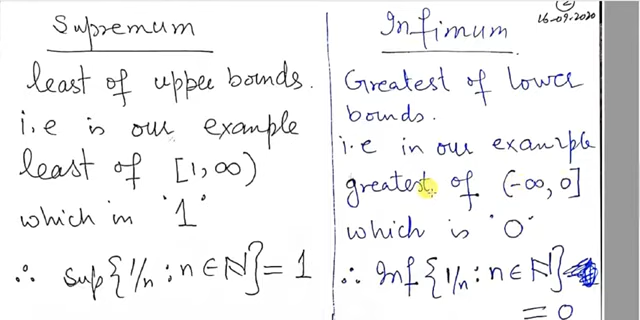 Supremum
least of upper bounds.
i.e is our example
least of [1, ∞)
which in "1"
∴ Sup{1/n : n ∈ ℕ} = 1
②
16-09-2020
Infimum
Greatest of lower
bounds.
i.e in our example
greatest of (-∞, 0]
which is "0"
∴ Inf{1/n : n ∈ ℕ}
= 0